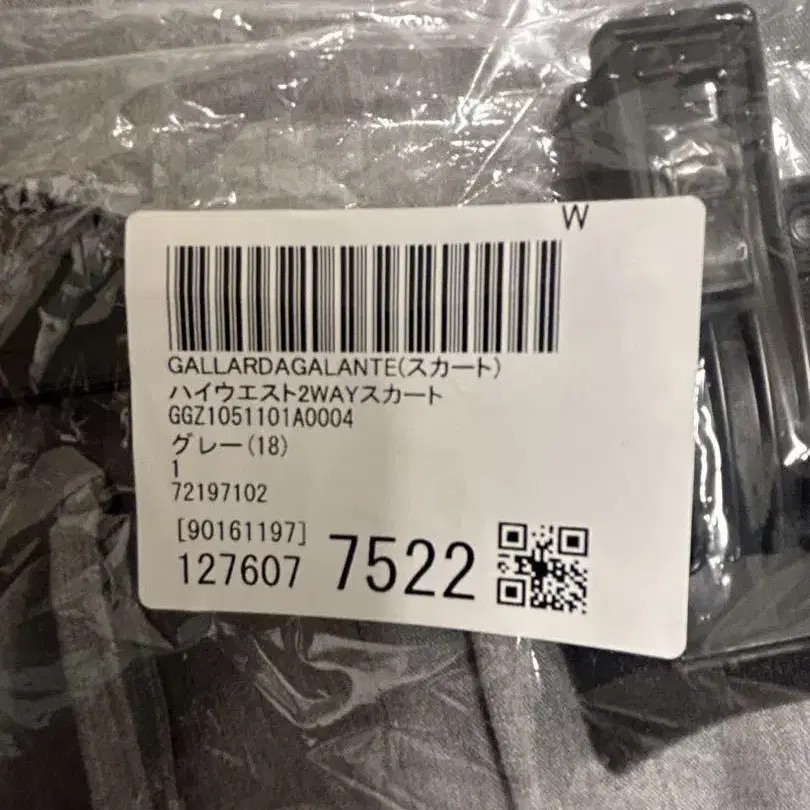 W
GALLARDAGALANTE(スカート)
ハイウエスト2WAYスカート
GGZ1051101A0004
グレー(18)
1
72197102
[90161197]
127607 7522